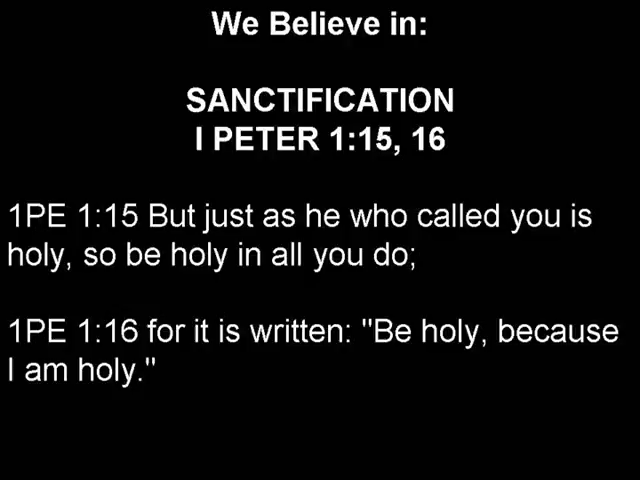 We Believe in:
SANCTIFICATION
I PETER 1:15, 16
1PE 1:15 But just as he who called you is
holy, so be holy in all you do;
1PE 1:16 for it is written: "Be holy, because
I am holy."